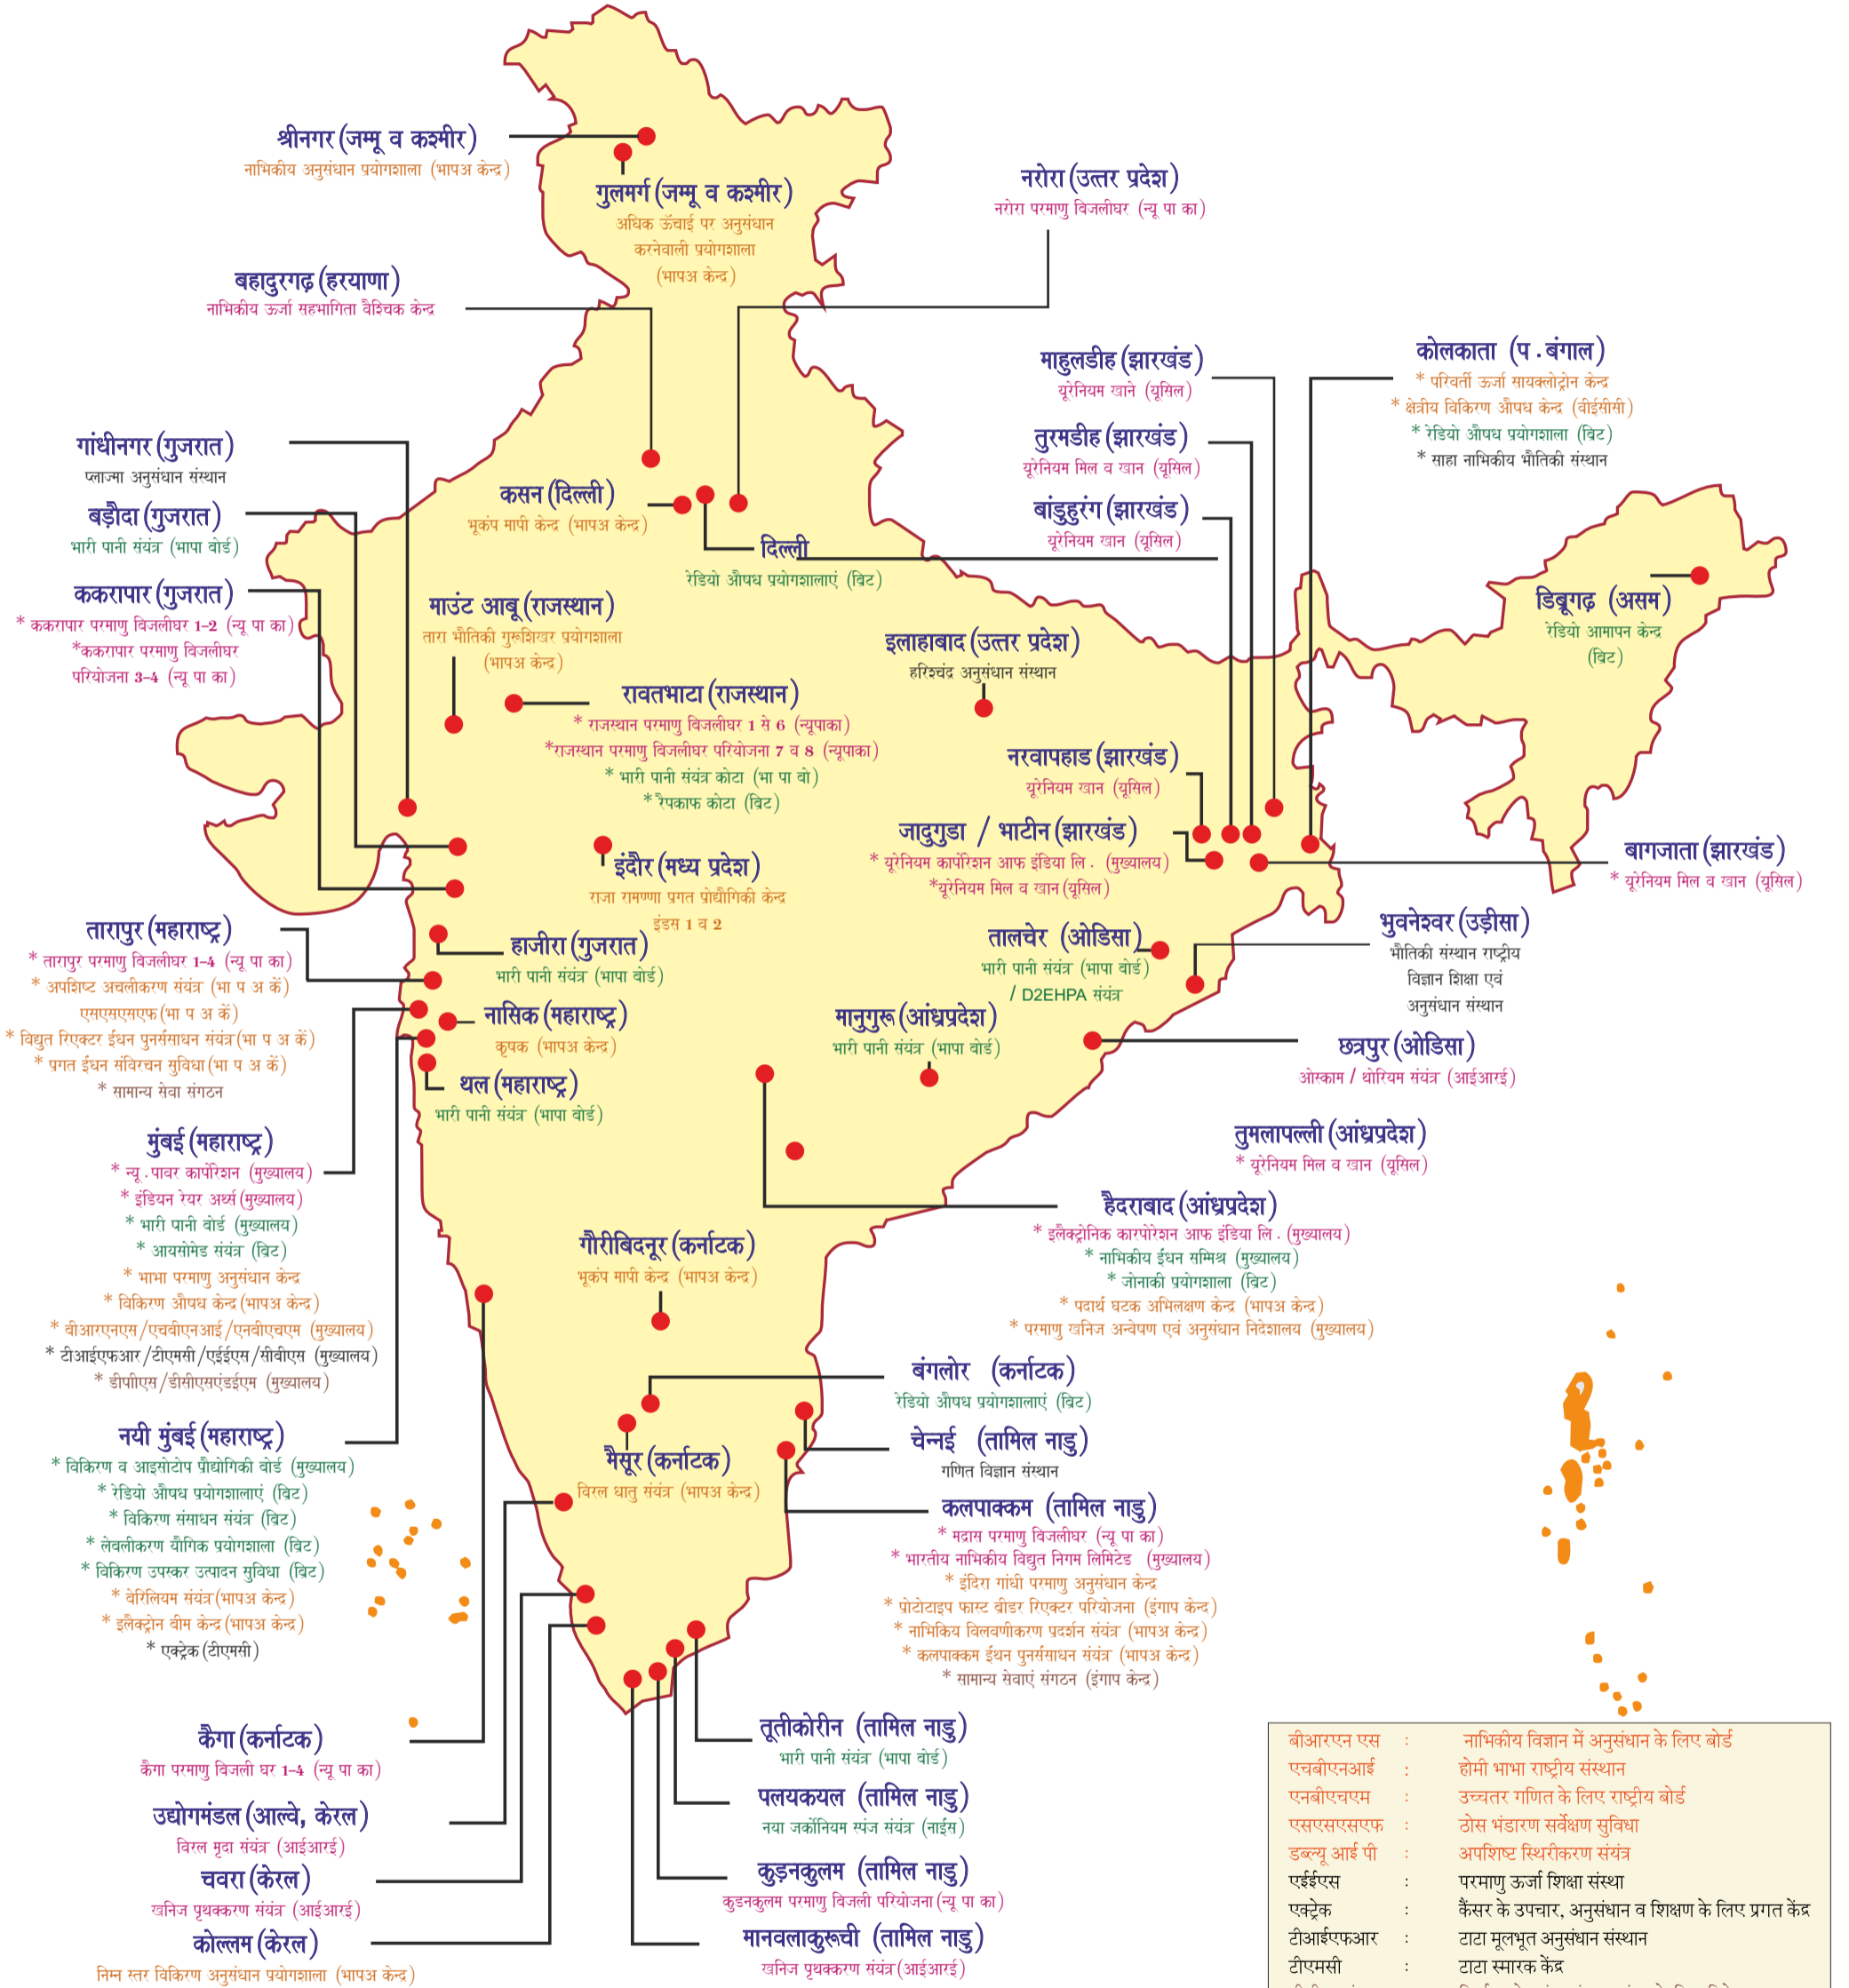 श्रीनगर (जम्मू व कश्मीर)
नाभिकीय अनुसंधान प्रयोगशाला (भापअ केन्द्र)
गुलमर्ग (जम्मू व कश्मीर)
अधिक ऊँचाई पर अनुसंधान
करनेवाली प्रयोगशाला
(भापअ केन्द्र)
नरोरा (उत्तर प्रदेश)
नरोरा परमाणु विजलीघर (न्यू पा का)
बहादुरगढ़ (हरयाणा)
नाभिकीय ऊर्जा सहभागिता वैश्चिक केन्द्र
माहुलडीह (झारखंड)
यूरेनियम खाने (यूसिल)
कोलकाता (प . बंगाल)
* परिवर्ती ऊर्जा सायक्लोट्रोन केन्द
* क्षेत्रीय विकिरण औषध केन्द्र (वीईसीसी)
* रेडियो औषध प्रयोगशाला (ब्रिट)
* साहा नाभिकीय भौतिकी संस्थान
तुरमडीह (झारखंड)
यूरेनियम मिल व खान (यूसिल)
बांडुहुरंग (झारखंड)
यूरेनियम खान (यूसिल)
गांधीनगर (गुजरात)
प्लाज्मा अनुसंधान संस्थान
बड़ौदा (गुजरात)
भारी पानी संयंत्र (भापा वोर्ड)
ककरापार (गुजरात)
* ककरापार परमाणु विजलीघर 1-2 (न्यू पा का)
*ककरापार परमाणु विजलीघर
परियोजना 3-4 (न्यू पा का)
कसन (दिल्ली)
भूकंप मापी केन्द्र (भापअ केन्द्र)
दिल्ली
रेडियो औषध प्रयोगशालाएं (ब्रिट)
डिब्रूगढ़ (असम)
रेडियो आमापन केन्द्र
(ब्रिट)
माउंट आबू (राजस्थान)
तारा भौतिकी गुरूशिखर प्रयोगशाला
(भापअ केन्द्र)
इलाहाबाद (उत्तर प्रदेश)
हरिश्चंद्र अनुसंधान संस्थान
रावतभाटा (राजस्थान)
* राजस्थान परमाणु विजलीघर 1 से 6 (न्यूपाका)
*राजस्थान परमाणु विजलीघर परियोजना 7 व 8 (न्यूपाका)
* भारी पानी संयंत्र कोटा (भा पा वो)
* रैपकाफ कोटा (ब्रिट)
नरवापहाड (झारखंड)
यूरेनियम खान (यूसिल)
जादुगुडा / भाटीन (झारखंड)
* यूरेनियम कार्पोरेशन आफ इंडिया लि . (मुख्यालय)
*यूरेनियम मिल व खान (यूसिल)
बागजाता (झारखंड)
* यूरेनियम मिल व खान (यूसिल)
इंदौर (मध्य प्रदेश)
राजा रामण्णा प्रगत प्रोद्यौगिकी केन्द
इंडस 1 व 2
तारापुर (महाराष्ट्र)
* तारापुर परमाणु विजलीघर 1-4 (न्यू पा का)
* अपशिष्ट अचलीकरण संयंत्र (भा प अ कें)
एसएसएसएफ (भा प अ कें)
* विद्युत रिएक्टर ईंधन पुनर्ससाधन संयंत्र (भा प अ कें)
* प्रगत ईंधन संविरचन सुविधा (भा प अ कें)
* सामान्य सेवा संगठन
हाजीरा (गुजरात)
भारी पानी संयंत्र (भापा वोर्ड)
तालचेर (ओडिसा)
भारी पानी संयंत्र (भापा वोर्ड)
/ D2EHPA संयंत्र
भुवनेश्वर (उड़ीसा)
भौतिकी संस्थान राष्ट्रीय
विज्ञान शिक्षा एवं
अनुसंधान संस्थान
नासिक (महाराष्ट्र)
कृषक (भापअ केन्द्र)
मानुगुरू (आंध्रप्रदेश)
भारी पानी संयंत्र (भापा वोर्ड)
छत्रपुर (ओडिसा)
ओस्काम / थोरियम संयंत्र (आईआरई)
थल (महाराष्ट्र)
भारी पानी संयंत्र (भापा वोर्ड)
मुंबई (महाराष्ट्र)
* न्यू . पावर कार्पोरेशन (मुख्यालय)
* इंडियन रेयर अर्थ्स (मुख्यालय)
* भारी पानी वोर्ड (मुख्यालय)
* आयसोमेड संयंत्र (ब्रिट)
* भाभा परमाणु अनुसंधान केन्द्र
* विकिरण औषध केन्द्र (भापअ केन्द्र)
* वीआरएनएस/एचवीएनआई/एनवीएचएम (मुख्यालय)
* टीआईएफआर/टीएमसी/एईईएस/सीवीएस (मुख्यालय)
* डीपीएस/डीसीएसएंडईएम (मुख्यालय)
तुमलापल्ली (आंध्रप्रदेश)
* यूरेनियम मिल व खान (यूसिल)
हैदराबाद (आंध्रप्रदेश)
* इलैक्ट्रोनिक कारपोरेशन आफ इंडिया लि . (मुख्यालय)
* नाभिकीय ईंधन सम्मिश्र (मुख्यालय)
* जोनाकी प्रयोगशाला (ब्रिट)
* पदार्थ घटक अभिलक्षण केन्द्र (भापअ केन्द्र)
* परमाणु खनिज अन्वेषण एवं अनुसंधान निदेशालय (मुख्यालय)
गौरीबिदनूर (कर्नाटक)
भूकंप मापी केन्द्र (भापअ केन्द्र)
बंगलोर (कर्नाटक)
रेडियो औषध प्रयोगशालाएं (ब्रिट)
चेन्नई (तामिल नाडु)
गणित विज्ञान संस्थान
नयी मुंबई (महाराष्ट्र)
* विकिरण व आइसोटोप प्रौद्योगिकी वोर्ड (मुख्यालय)
* रेडियो औषध प्रयोगशालाएं (ब्रिट)
* विकिरण संसाधन संयंत्र (ब्रिट)
* लेवलीकरण यौगिक प्रयोगशाला (ब्रिट)
* विकिरण उपस्कर उत्पादन सुविधा (ब्रिट)
* वेरिलियम संयंत्र (भापअ केन्द्र)
* इलैक्ट्रोन वीम केन्द्र (भापअ केन्द्र)
* एक्ट्रेक (टीएमसी)
मैसूर (कर्नाटक)
विरल धातु संयंत्र (भापअ केन्द्र)
कलपाक्कम (तामिल नाडु)
* मद्रास परमाणु विजलीघर (न्यू पा का)
* भारतीय नाभिकीय विद्युत निगम लिमिटेड (मुख्यालय)
* इंदिरा गांधी परमाणु अनुसंधान केन्द्र
* प्रोटोटाइप फास्ट ब्रीडर रिएक्टर परियोजना (इंगाप केन्द्र)
* नाभिकिय विलवणीकरण प्रदर्शन संयंत्र (भापअ केन्द्र)
* कलपाक्कम ईथन पुनर्ससाधन संयंत्र (भापअ केन्द्र)
* सामान्य सेवाएं संगठन (इंगाप केन्द्र)
कैगा (कर्नाटक)
कैगा परमाणु विजली घर 1-4 (न्यू पा का)
उद्योगमंडल (आल्वे, केरल)
विरल मृदा संयंत्र (आईआरई)
चवरा (केरल)
खनिज पृथक्करण संयंत्र (आईआरई)
कोल्लम (केरल)
निम्न स्तर विकिरण अनुसंधान प्रयोगशाला (भापअ केन्द्र)
तूतीकोरीन (तामिल नाडु)
भारी पानी संयंत्र (भापा वोर्ड)
पलयकयल (तामिल नाडु)
नया जर्कोनियम स्पंज संयंत्र (नाईस)
कुड़नकुलम (तामिल नाडु)
कुडनकुलम परमाणु विजली परियोजना (न्यू पा का)
मानवलाकुरूची (तामिल नाडु)
खनिज पृथक्करण संयंत्र (आईआरई)
बीआरएन एस : नाभिकीय विज्ञान में अनुसंधान के लिए बोर्ड
एचबीएनआई : होमी भाभा राष्ट्रीय संस्थान
एनबीएचएम : उच्चतर गणित के लिए राष्ट्रीय बोर्ड
एसएसएसएफ : ठोस भंडारण सर्वेक्षण सुविधा
डब्ल्यू आई पी : अपशिष्ट स्थिरीकरण संयंत्र
एईईएस : परमाणु ऊर्जा शिक्षा संस्था
एक्ट्रेक : कैंसर के उपचार, अनुसंधान व शिक्षण के लिए प्रगत केंद्र
टीआईएफआर : टाटा मूलभूत अनुसंधान संस्थान
टीएमसी : टाटा स्मारक केंद्र